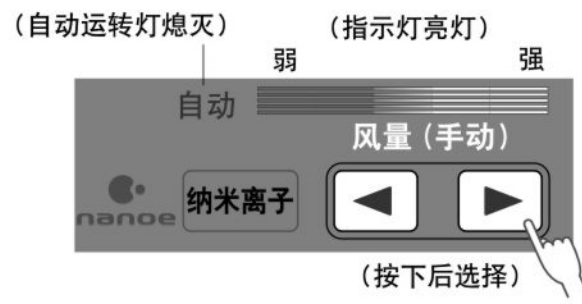 (自动运转灯熄灭)
(指示灯亮灯)
弱
强
自动
风量(手动)
nanoe
纳米离子
(按下后选择)